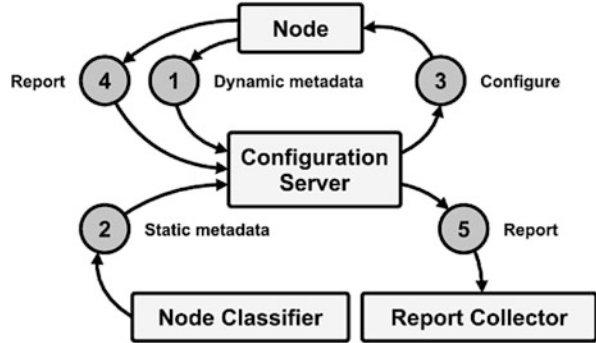 Node
Report
4
1
Dynamic metadata
3
Configure
Configuration
Server
2
Static metadata
5
Report
Node Classifier
Report Collector